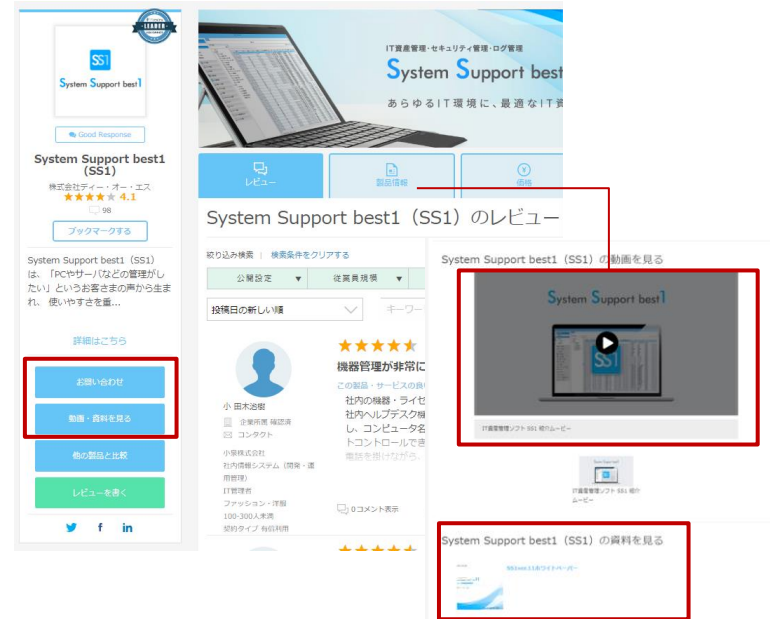 LEADER
SS1
System Support best1
Good Response
System Support best1
(SS1)
株式会社ディー・オー・エス
4.1
98
ブックマークする
System Support best1（SS1）
は、「PCやサーバなどの管理がし
たい」というお客さまの声から生ま
れ、 使いやすさを重...
詳細はこちら
お問い合わせ
動画・資料を見る
他の製品と比較
レビューを書く
IT資産管理・セキュリティ管理・ログ管理
System Support best
あらゆるIT環境に、最適なIT資
レビュー
製品情報
価格
System Support best1（SS1）のレビュー
絞り込み検索 | 検索条件をクリアする
公開設定 ▼
従業員規模 ▼
投稿日の新しい順
キーワー
機器管理が非常に
この製品・サービスの良い
小 田木治樹
企業所属 確認済
コンタクト
小泉株式会社
社内情報システム（開発・運
用管理）
IT管理者
ファッション・洋服
100-300人未満
契約タイプ 有償利用
社内の機器・ライセ
社内ヘルプデスク機
し、コンピュータ名
トコントロールでき
電話を掛けながら、
0コメント表示
System Support best1（SS1）の動画を見る
System Support best1
SS1
IT資産管理ソフト SS1 紹介ムービー
IT資産管理ソフト SS1 紹介
ムービー
System Support best1（SS1）の資料を見る